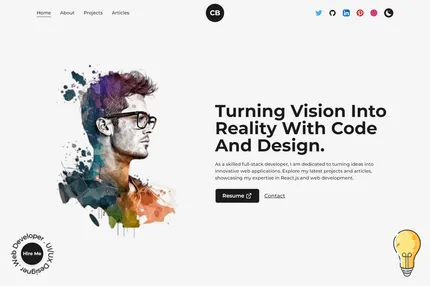 Home About Projects Articles
CB
Turning Vision Into
Reality With Code
And Design.
As a skilled full-stack developer, I am dedicated to turning ideas into
innovative web applications. Explore my latest projects and articles,
showcasing my expertise in React.js and web development.
Resume Contact
Web Developer · UI/UX Designer ·
Hire Me